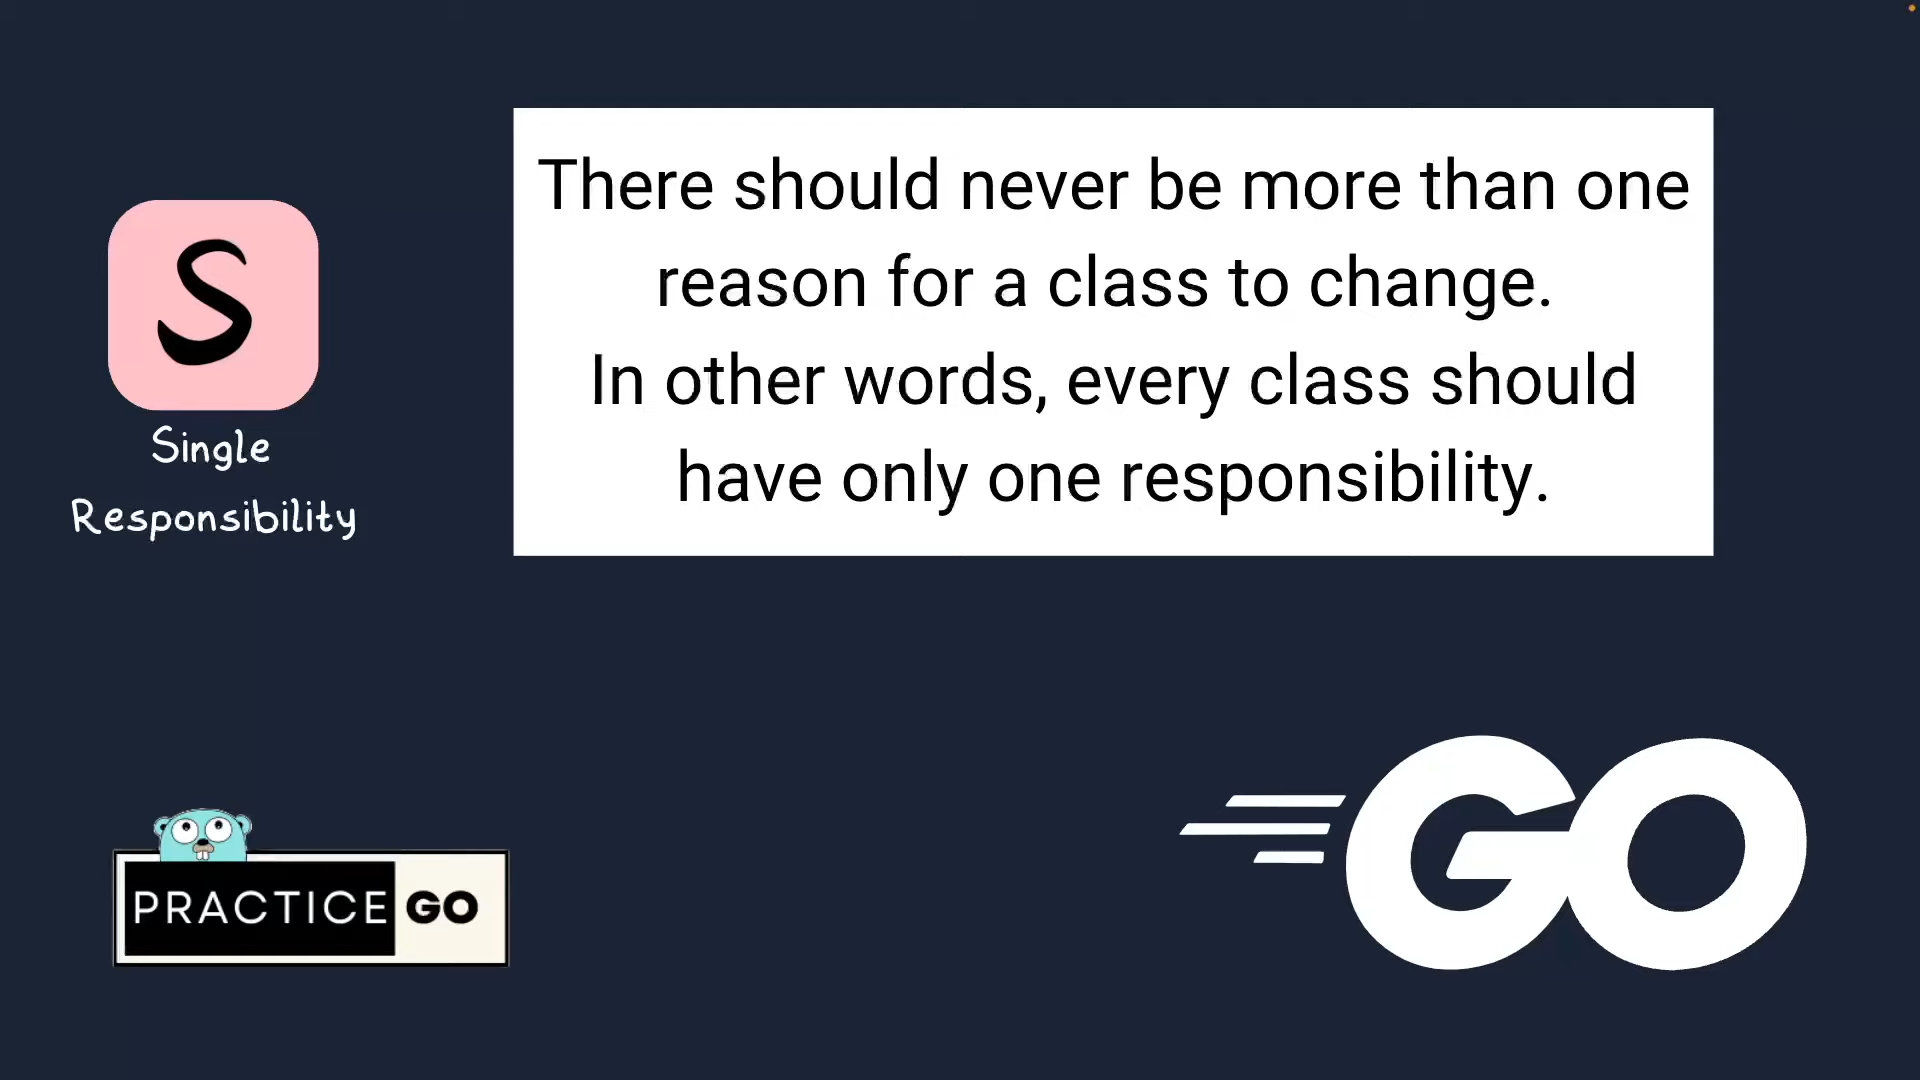 S
Single
Responsibility
There should never be more than one
reason for a class to change.
In other words, every class should
have only one responsibility.
PRACTICE GO
GO